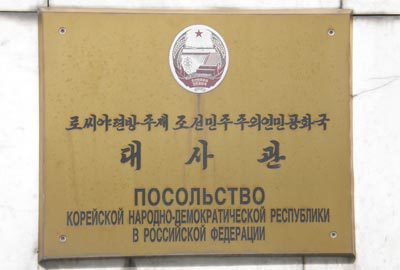 로씨야련방주재 조선민주주의인민공화국
대사관
ПОСОЛЬСТВО
КОРЕЙСКОЙ НАРОДНО-ДЕМОКРАТИЧЕСКОЙ РЕСПУБЛИКИ
В РОССИЙСКОЙ ФЕДЕРАЦИИ